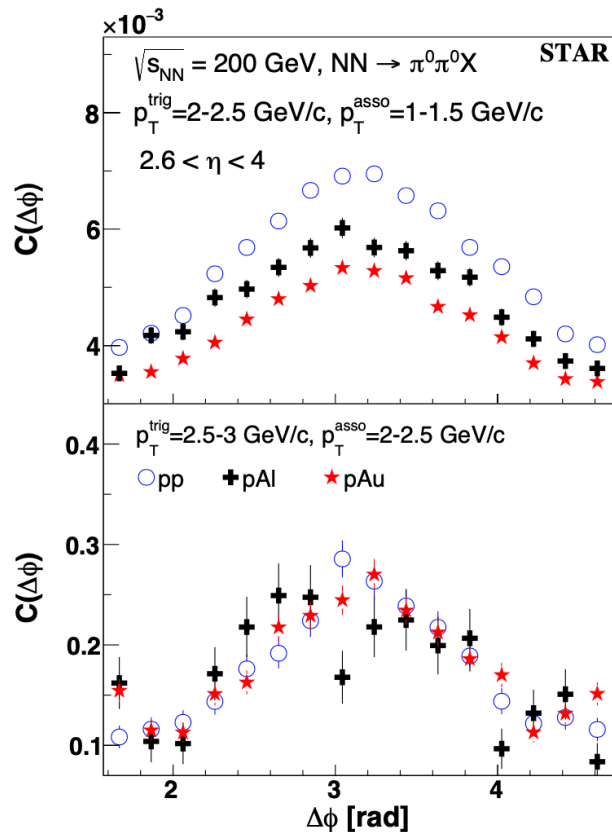 ×10⁻³
√s_NN = 200 GeV, NN → π⁰π⁰X
STAR
p_T^trig=2-2.5 GeV/c, p_T^asso=1-1.5 GeV/c
2.6 < η < 4
8
6
4
C(Δϕ)
p_T^trig=2.5-3 GeV/c, p_T^asso=2-2.5 GeV/c
pp pAl pAu
0.4
0.3
0.2
0.1
C(Δϕ)
2 3 4
Δϕ [rad]